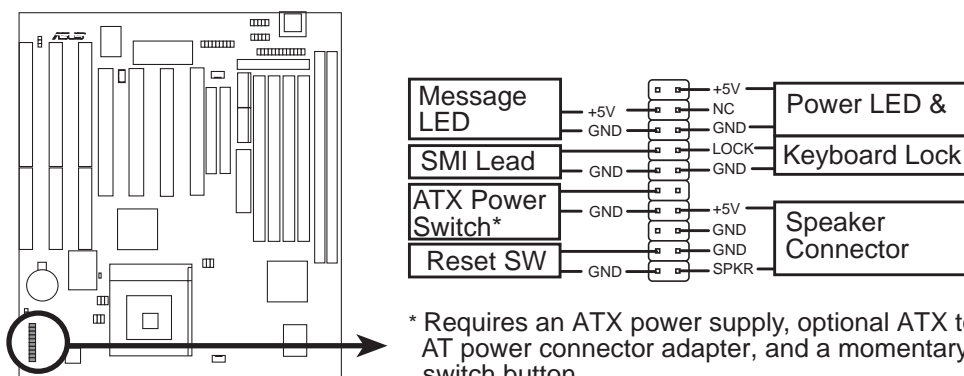 ASUS
Message
LED
+5V
GND
SMI Lead
GND
ATX Power
Switch*
GND
Reset SW
GND
+5V
NC
GND
LOCK
GND
+5V
GND
GND
SPKR
Power LED &
Keyboard Lock
Speaker
Connector
* Requires an ATX power supply, optional ATX to
AT power connector adapter, and a momentary
switch button